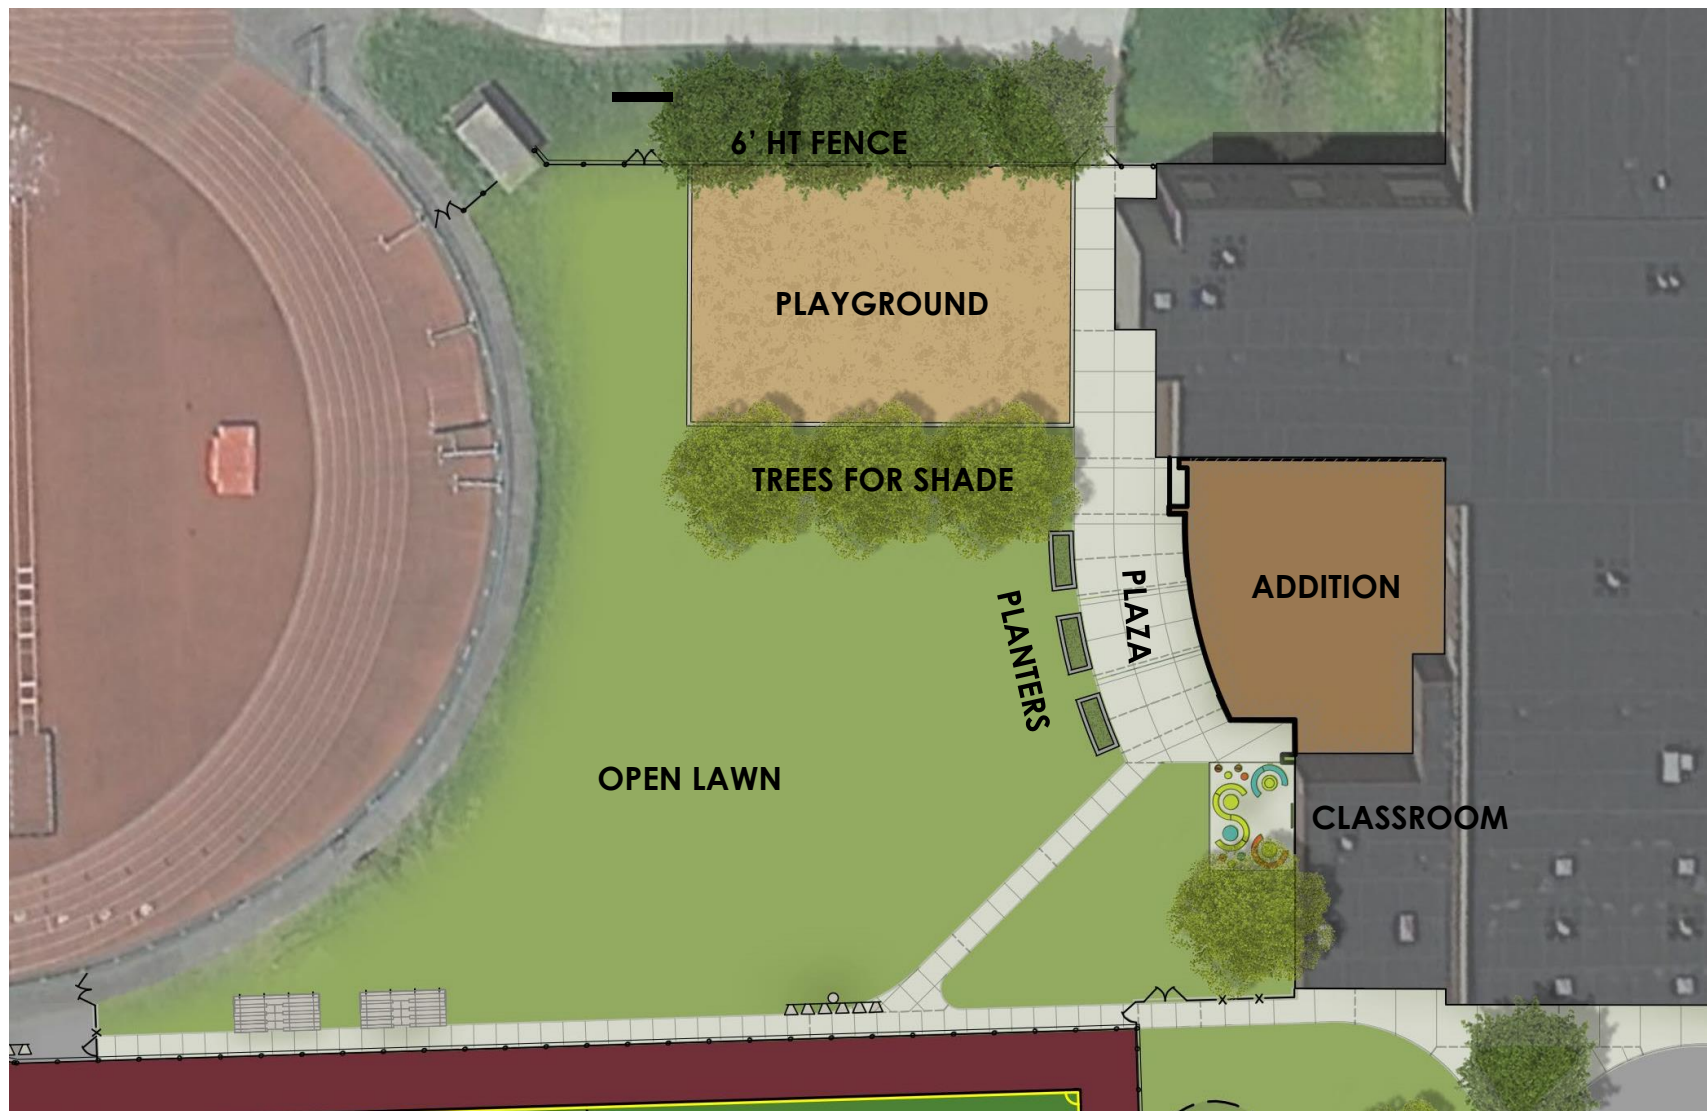 6' HT FENCE
PLAYGROUND
TREES FOR SHADE
ADDITION
PLAZA
PLANTERS
OPEN LAWN
CLASSROOM